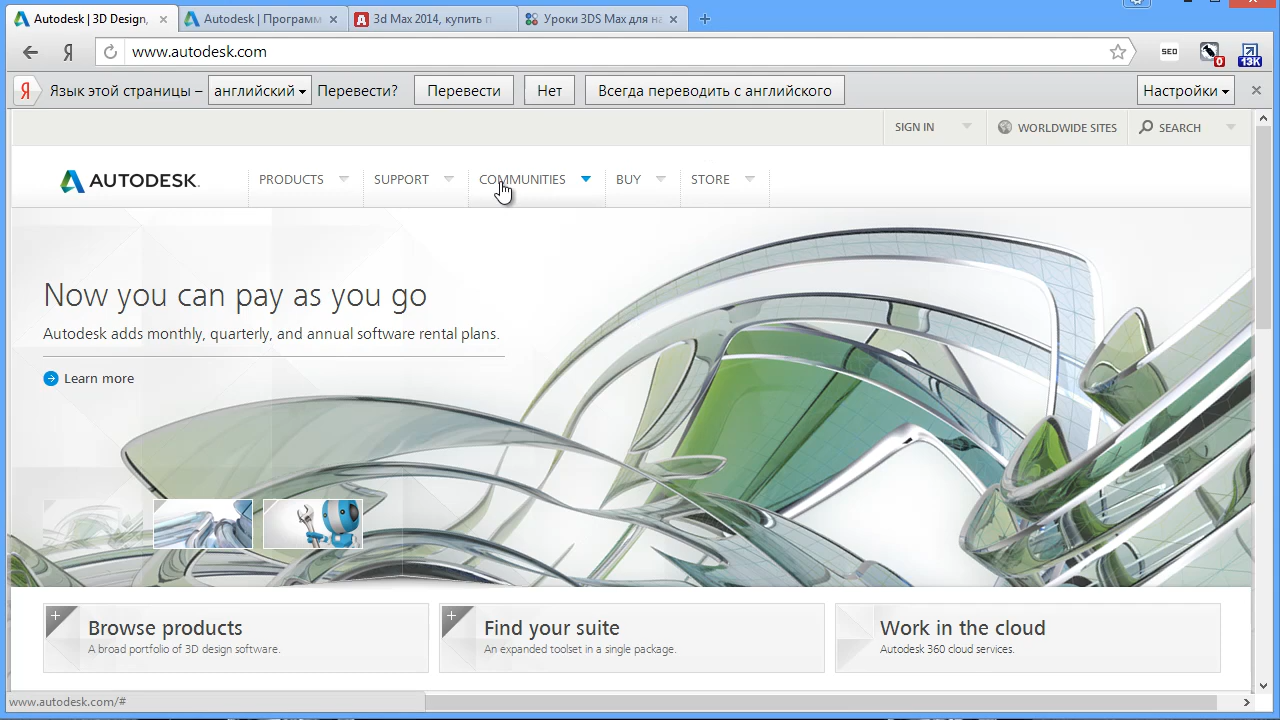 Autodesk | 3D Design,
Autodesk | Программ
3d Max 2014, купить п
Уроки 3DS Max для на
Я
www.autodesk.com
SEO
0
13K
Я
Язык этой страницы –
английский
Перевести?
Перевести
Нет
Всегда переводить с английского
Настройки
SIGN IN
WORLDWIDE SITES
SEARCH
AUTODESK.
PRODUCTS
SUPPORT
COMMUNITIES
BUY
STORE
Now you can pay as you go
Autodesk adds monthly, quarterly, and annual software rental plans.
Learn more
Browse products
A broad portfolio of 3D design software.
Find your suite
An expanded toolset in a single package.
Work in the cloud
Autodesk 360 cloud services.
www.autodesk.com/#